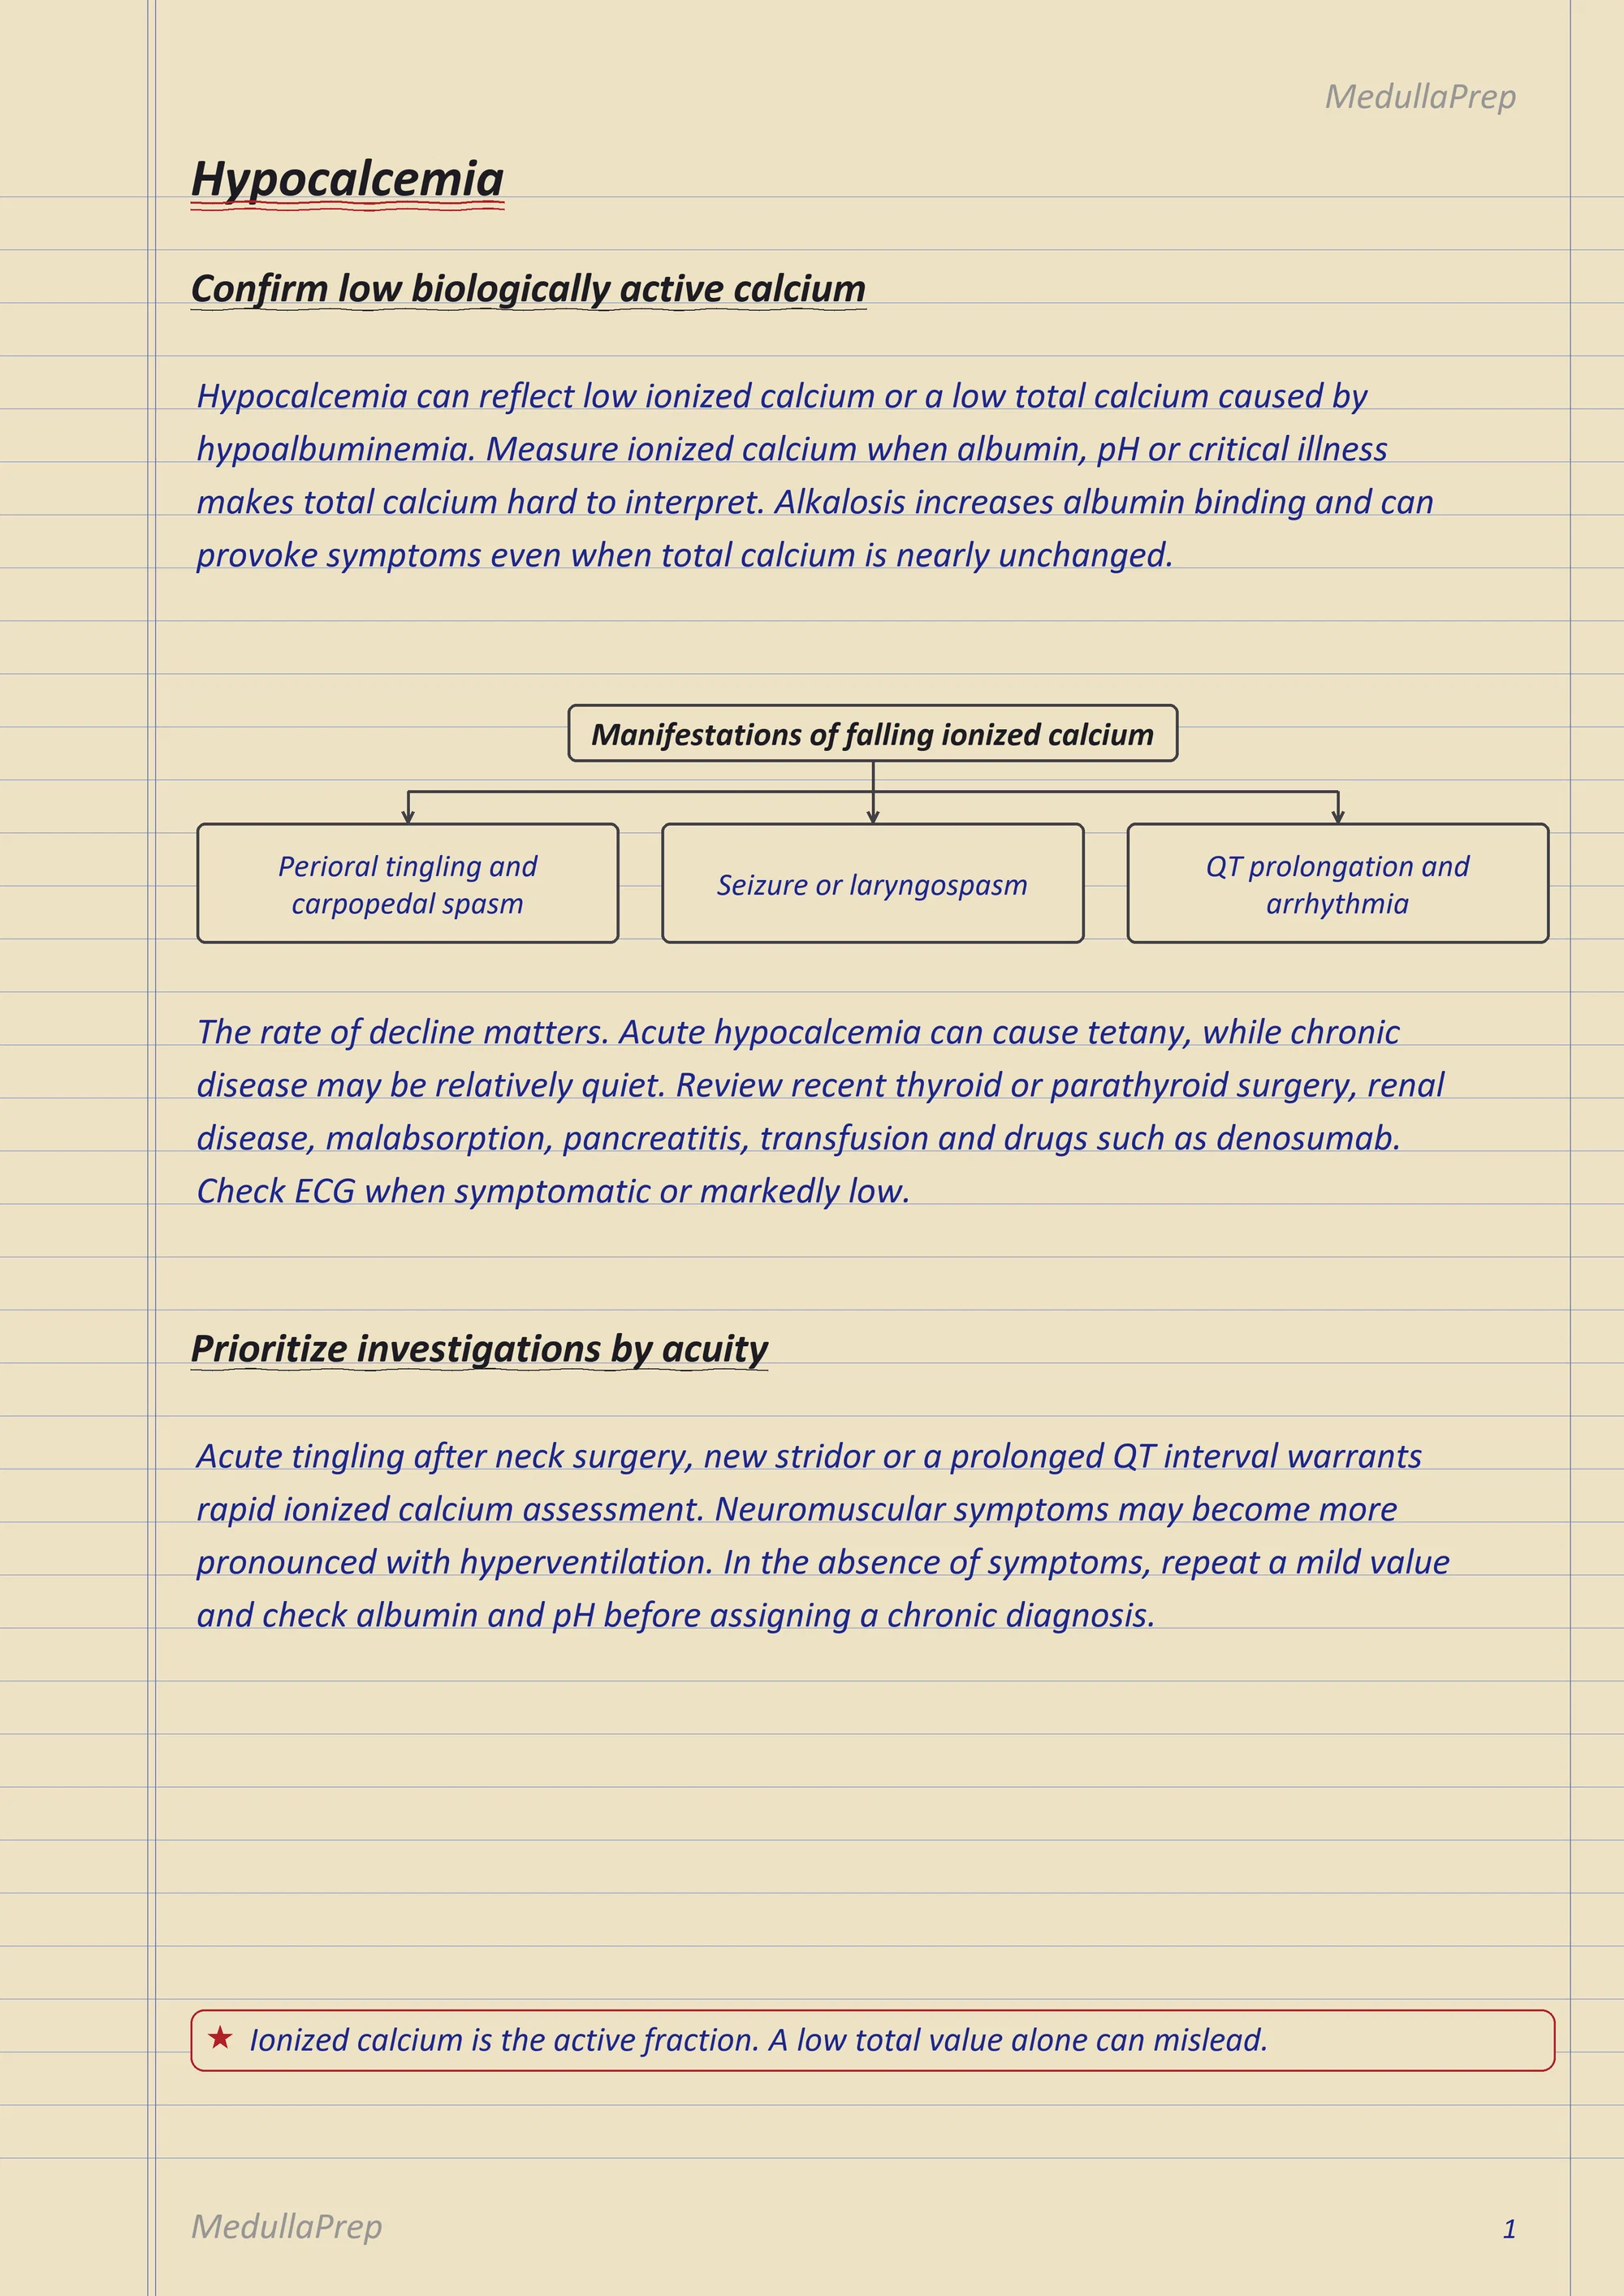 MedullaPrep
Hypocalcemia
Confirm low biologically active calcium
Hypocalcemia can reflect low ionized calcium or a low total calcium caused by
hypoalbuminemia. Measure ionized calcium when albumin, pH or critical illness
makes total calcium hard to interpret. Alkalosis increases albumin binding and can
provoke symptoms even when total calcium is nearly unchanged.
Manifestations of falling ionized calcium
Perioral tingling and
carpopedal spasm
Seizure or laryngospasm
QT prolongation and
arrhythmia
The rate of decline matters. Acute hypocalcemia can cause tetany, while chronic
disease may be relatively quiet. Review recent thyroid or parathyroid surgery, renal
disease, malabsorption, pancreatitis, transfusion and drugs such as denosumab.
Check ECG when symptomatic or markedly low.
Prioritize investigations by acuity
Acute tingling after neck surgery, new stridor or a prolonged QT interval warrants
rapid ionized calcium assessment. Neuromuscular symptoms may become more
pronounced with hyperventilation. In the absence of symptoms, repeat a mild value
and check albumin and pH before assigning a chronic diagnosis.
★ Ionized calcium is the active fraction. A low total value alone can mislead.
MedullaPrep
1